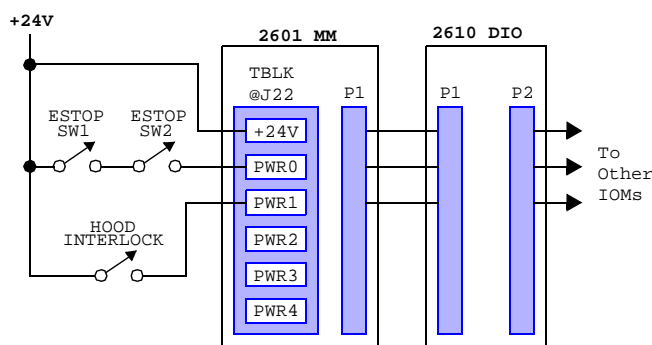 +24V
2601 MM
2610 DIO
TBLK
@J22
P1
P1
P2
ESTOP
SW1
ESTOP
SW2
+24V
PWR0
PWR1
PWR2
PWR3
PWR4
HOOD
INTERLOCK
To
Other
IOMs